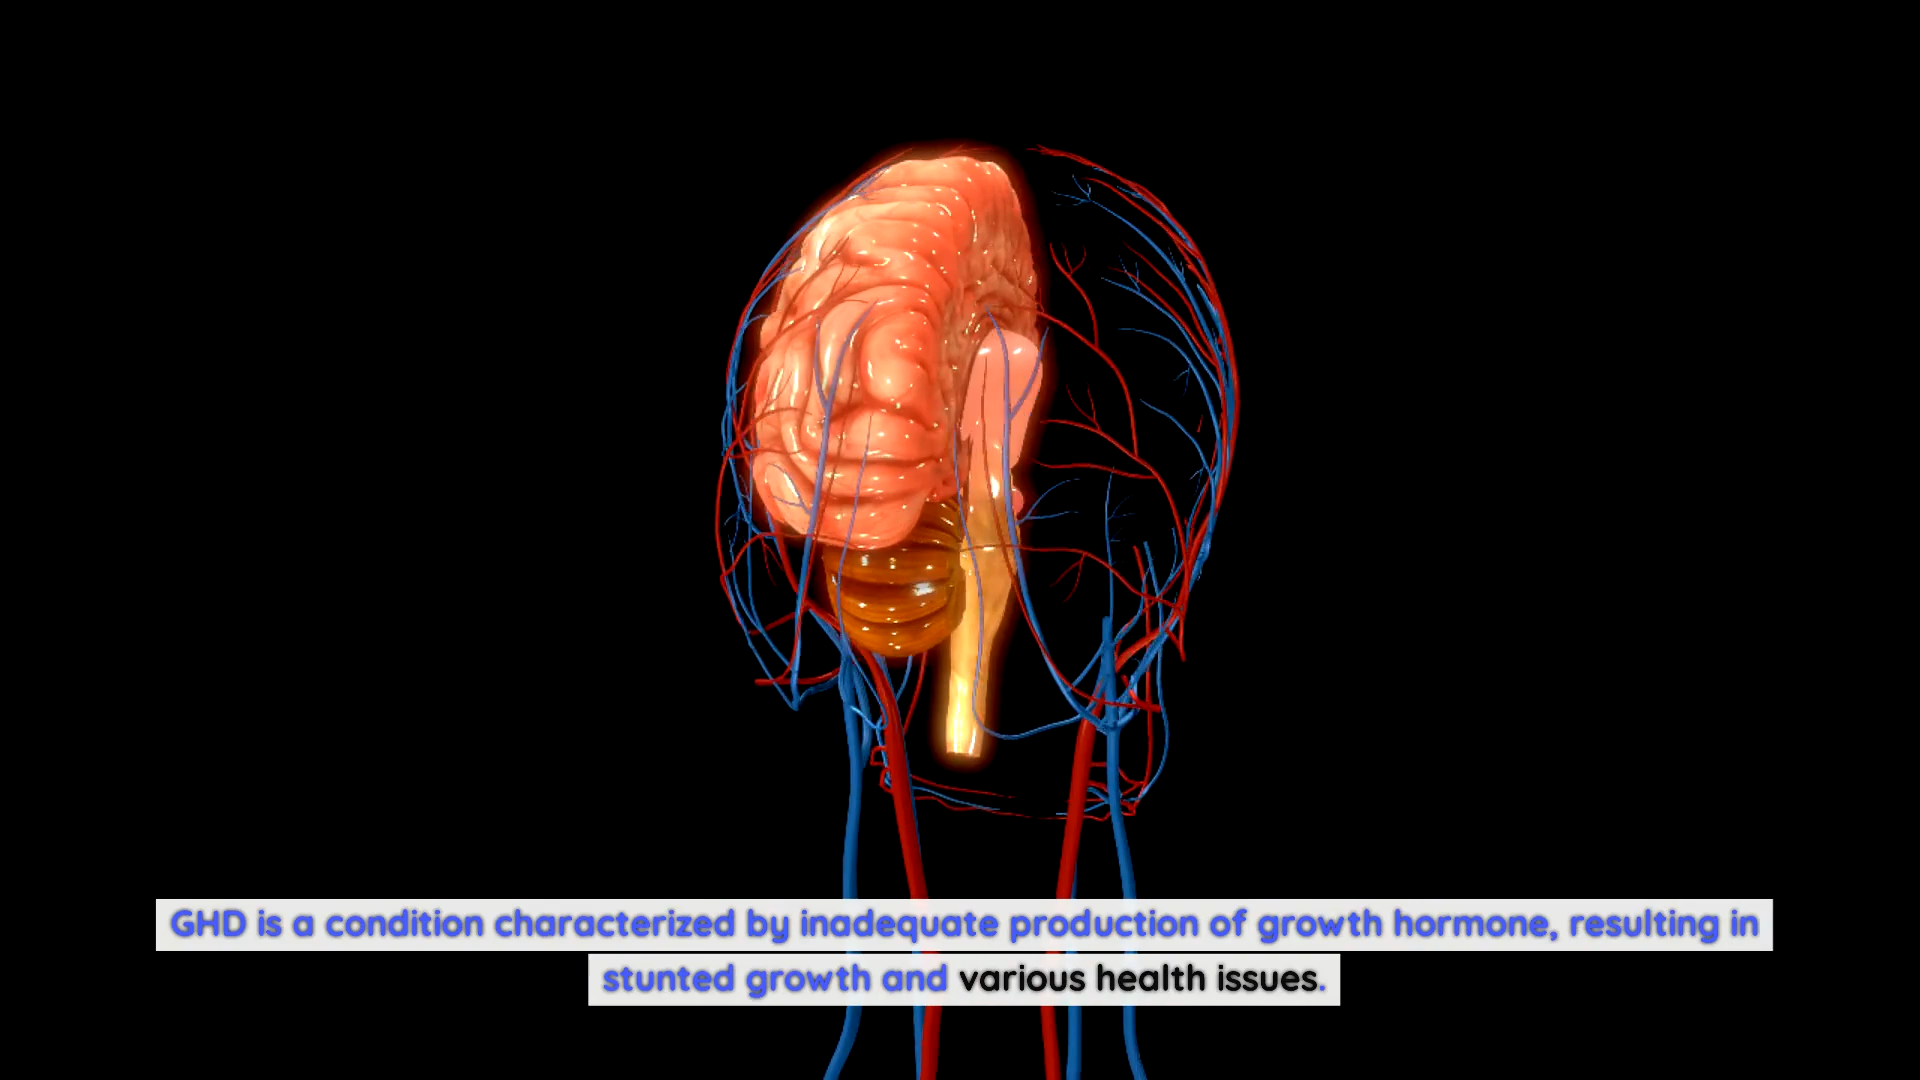 GHD is a condition characterized by inadequate production of growth hormone, resulting in
stunted growth and various health issues.